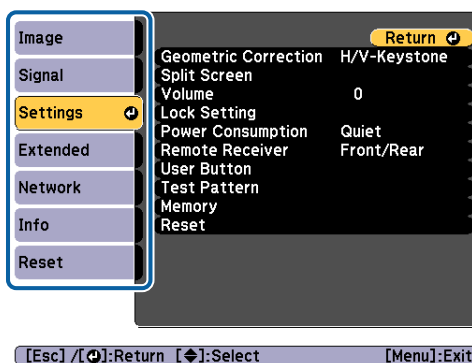 Image
Signal
Settings
Extended
Network
Info
Reset
Return
Geometric Correction H/V-Keystone
Split Screen
Volume 0
Lock Setting
Power Consumption Quiet
Remote Receiver Front/Rear
User Button
Test Pattern
Memory
Reset
[Esc] /[ ]:Return [ ]:Select [Menu]:Exit